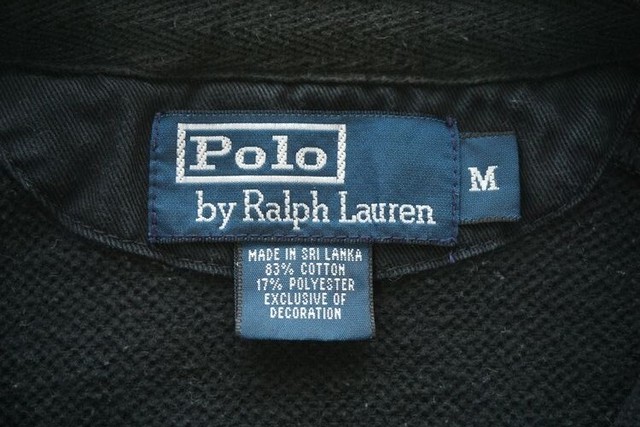 Polo
by Ralph Lauren
M
MADE IN SRI LANKA
83% COTTON
17% POLYESTER
EXCLUSIVE OF
DECORATION